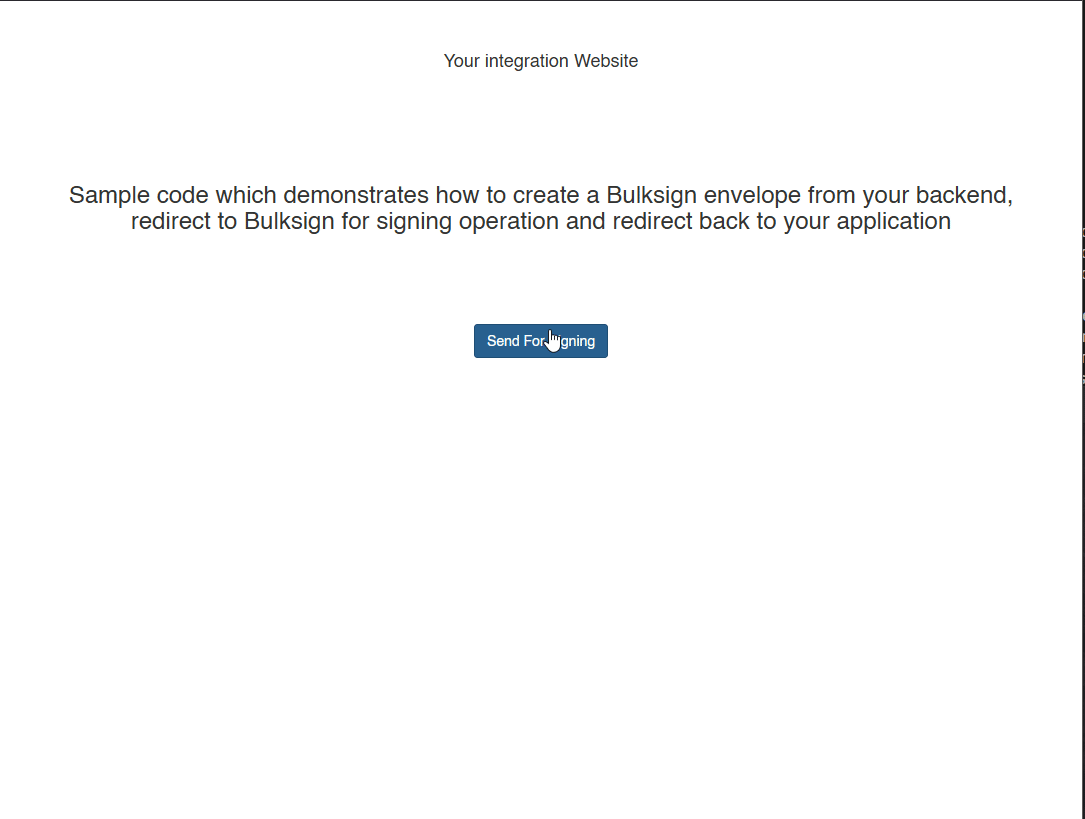 Your integration Website
Sample code which demonstrates how to create a Bulksign envelope from your backend,
redirect to Bulksign for signing operation and redirect back to your application
Send For Signing